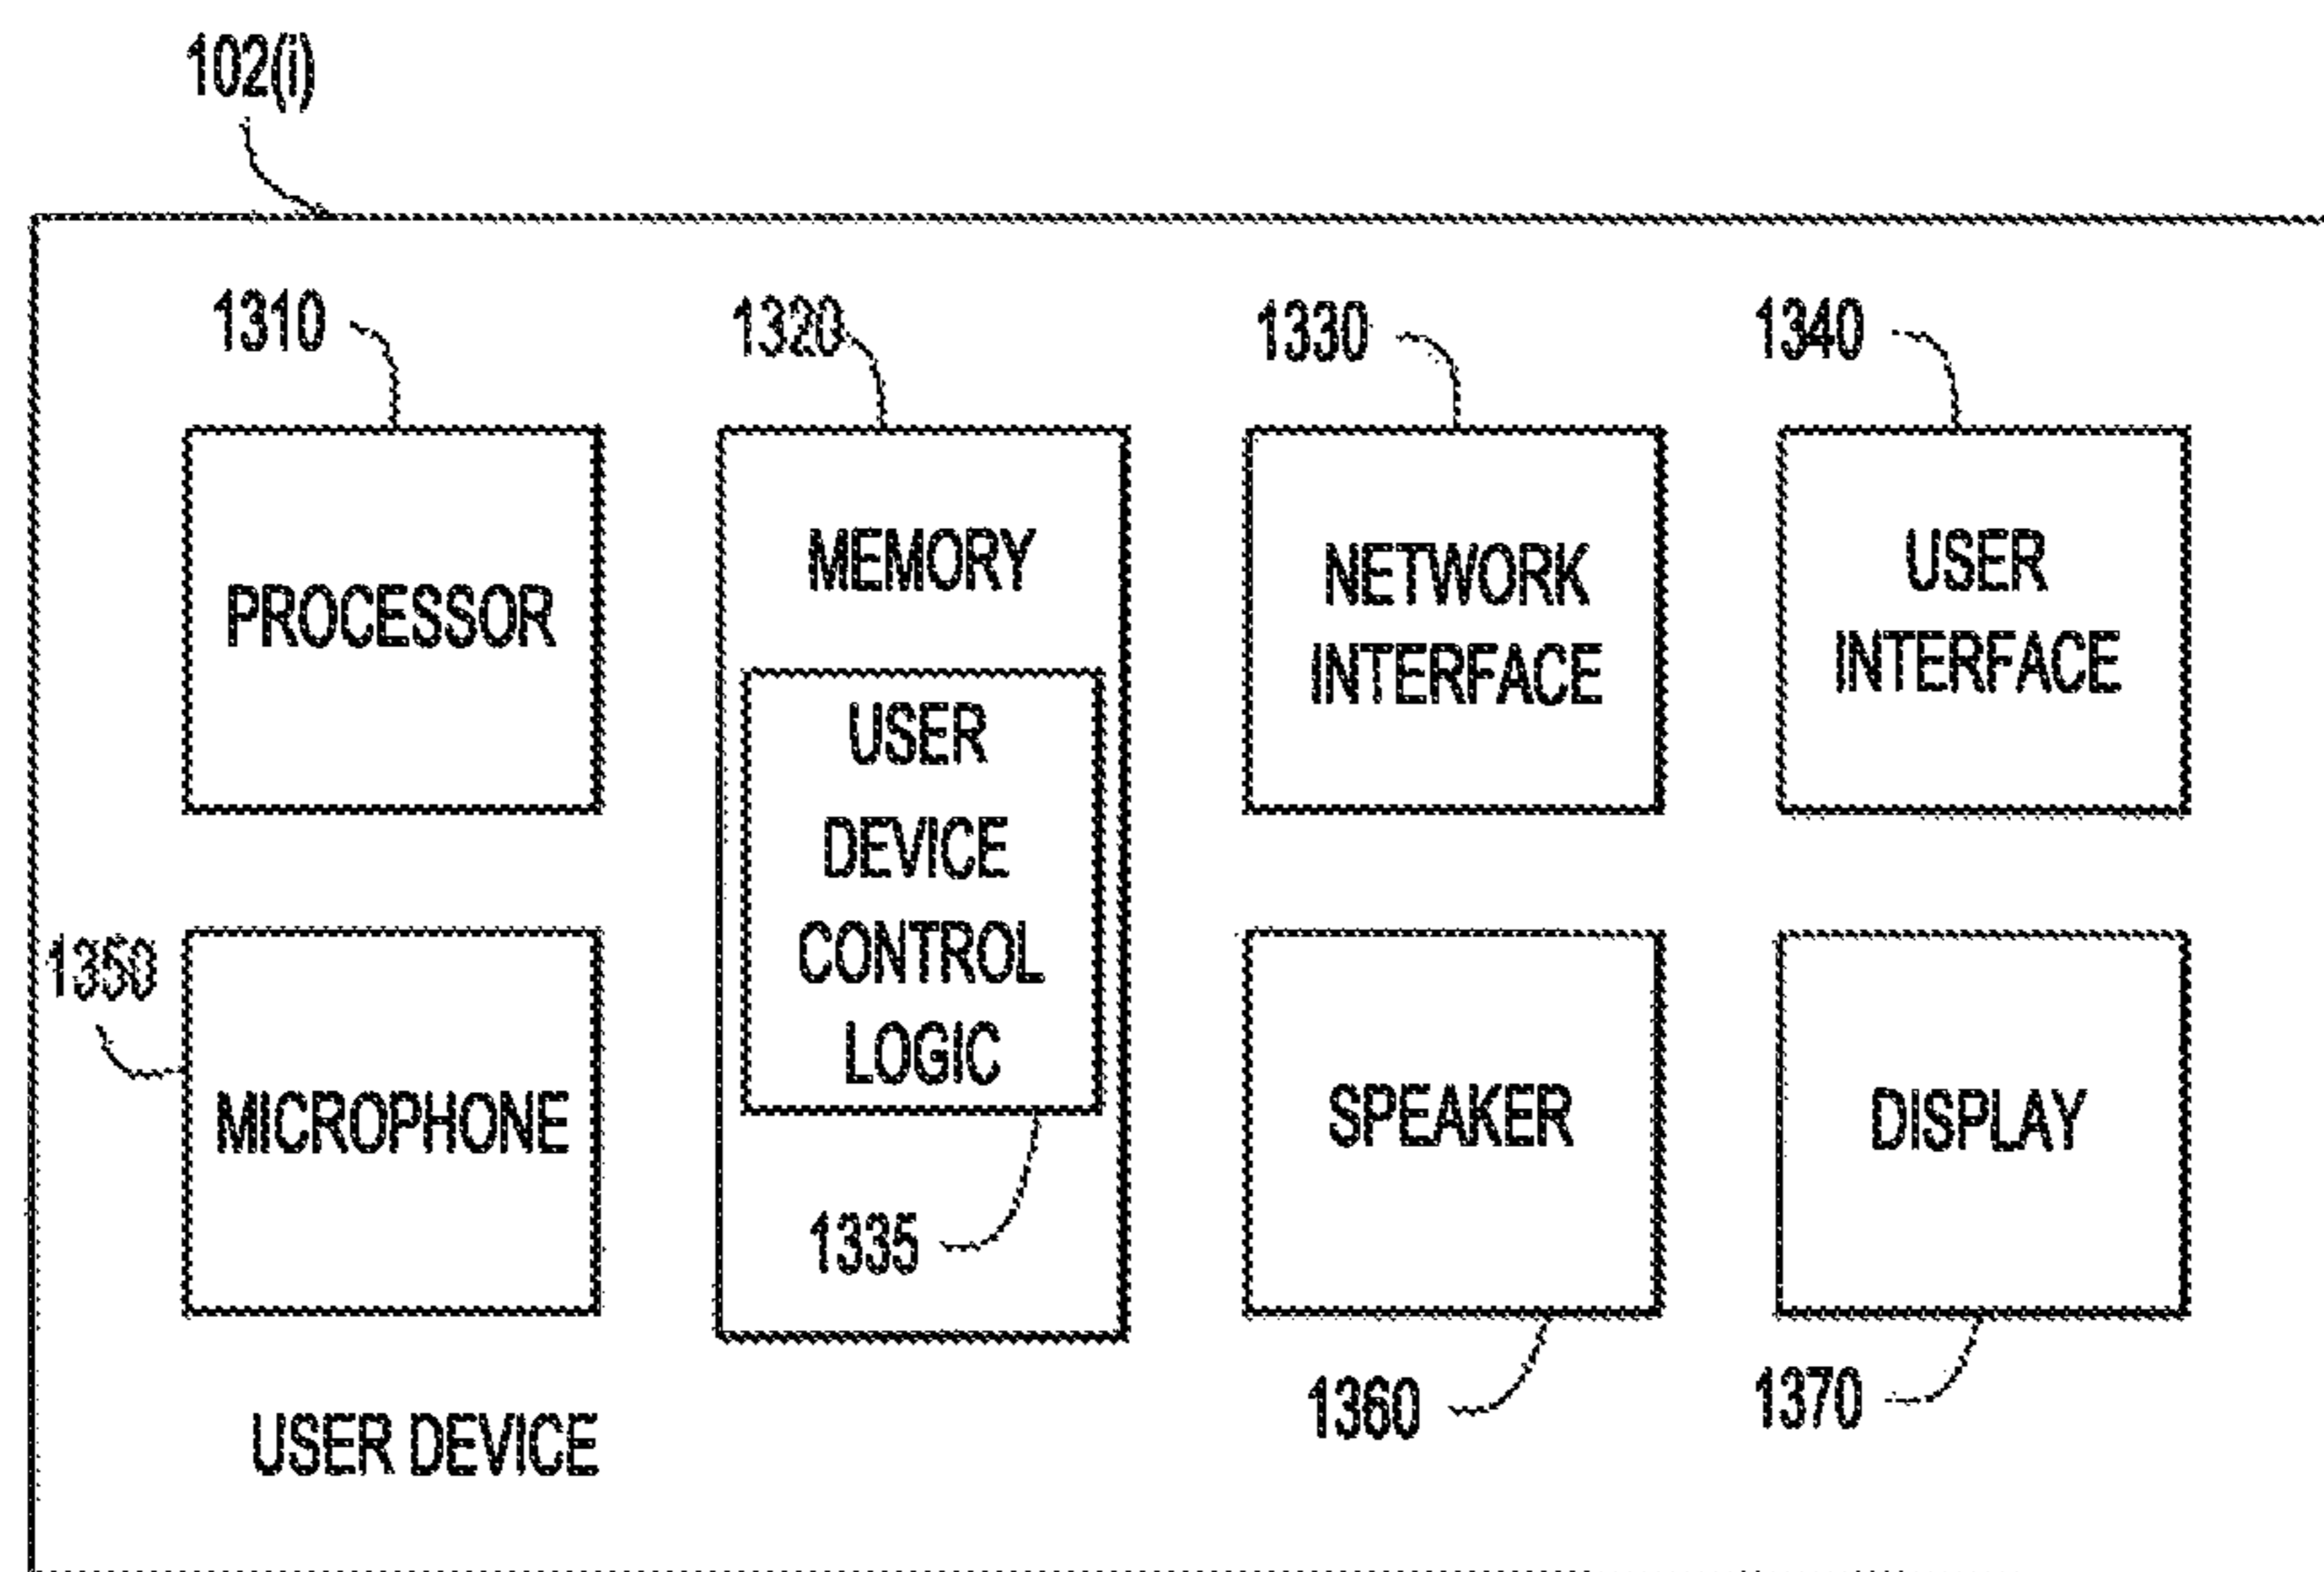 102(i)
1310
1320
1330
1340
PROCESSOR
MEMORY
USER
DEVICE
CONTROL
LOGIC
1335
NETWORK
INTERFACE
USER
INTERFACE
1350
MICROPHONE
SPEAKER
DISPLAY
1360
1370
USER DEVICE